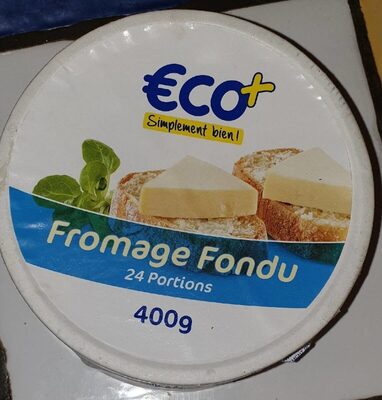 €co+
Simplement bien!
Fromage Fondu
24 Portions
400g